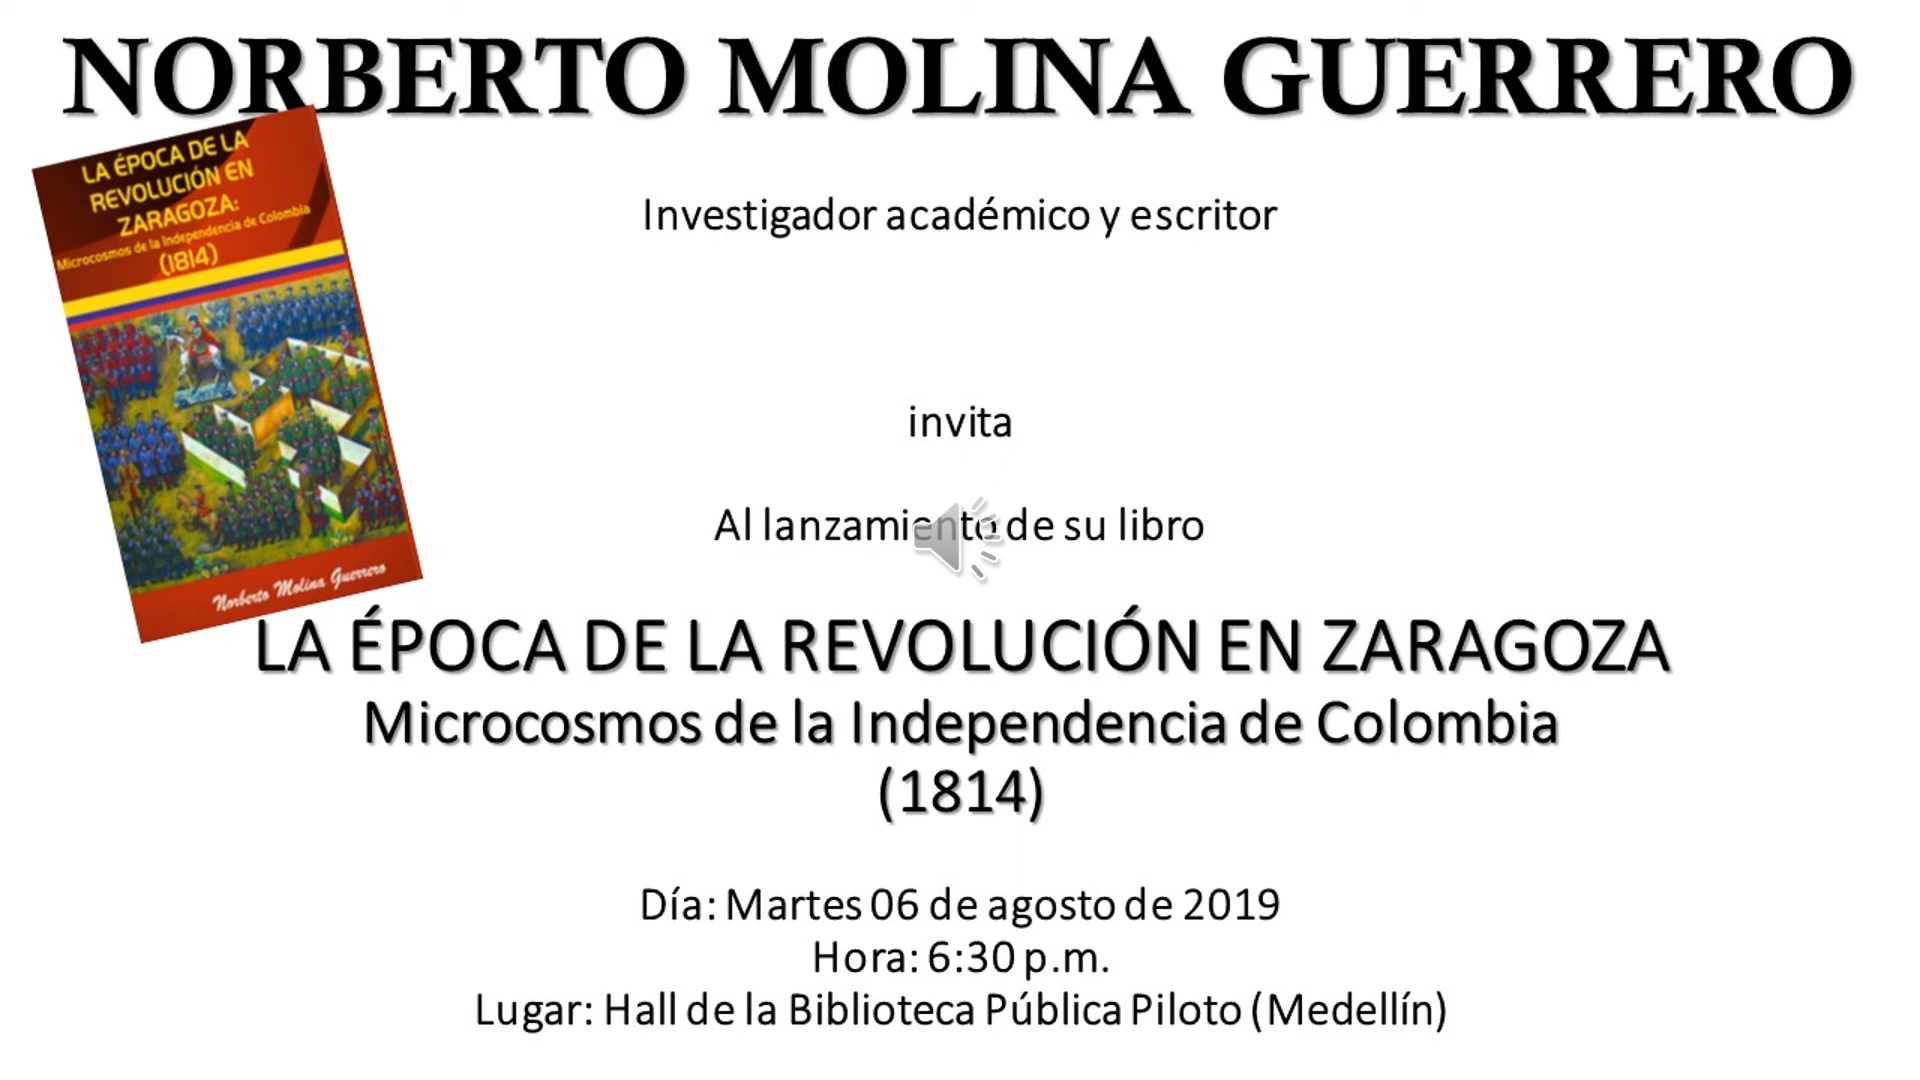 NORBERTO MOLINA GUERRERO
LA ÉPOCA DE LA
REVOLUCIÓN EN
ZARAGOZA:
Microcosmos de la Independencia de Colombia
(1814)
Norberto Molina Guerrero
Investigador académico y escritor
invita
Al lanzamiento de su libro
LA ÉPOCA DE LA REVOLUCIÓN EN ZARAGOZA
Microcosmos de la Independencia de Colombia
(1814)
Día: Martes 06 de agosto de 2019
Hora: 6:30 p.m.
Lugar: Hall de la Biblioteca Pública Piloto (Medellín)